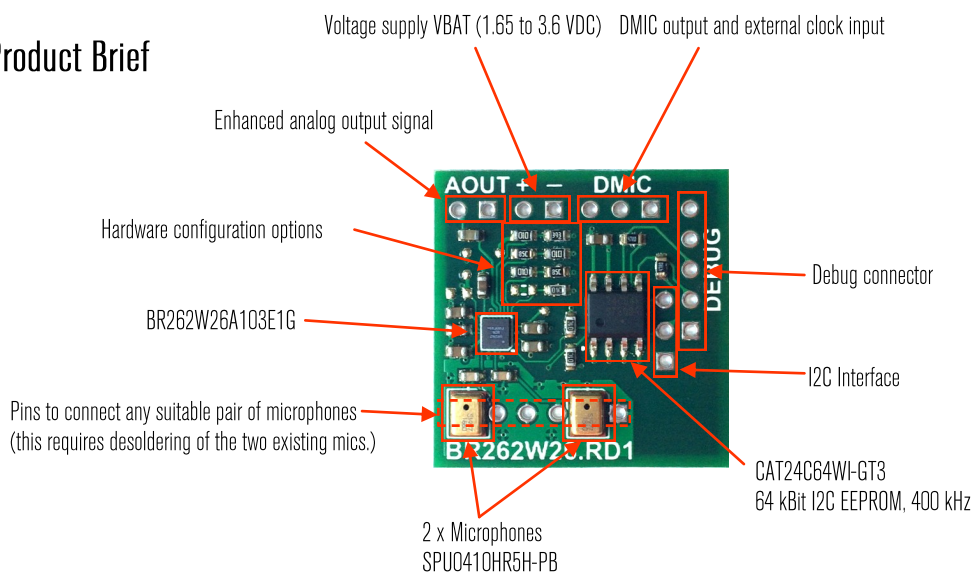 Voltage supply VBAT (1.65 to 3.6 VDC)
DMIC output and external clock input
Product Brief
Enhanced analog output signal
AOUT + −
DMIC
DEBUG
Hardware configuration options
Debug connector
BR262W26A103E1G
I2C Interface
Pins to connect any suitable pair of microphones
(this requires desoldering of the two existing mics.)
BR262W26.RD1
CAT24C64WI-GT3
64 kBit I2C EEPROM, 400 kHz
2 x Microphones
SPU0410HR5H-PB